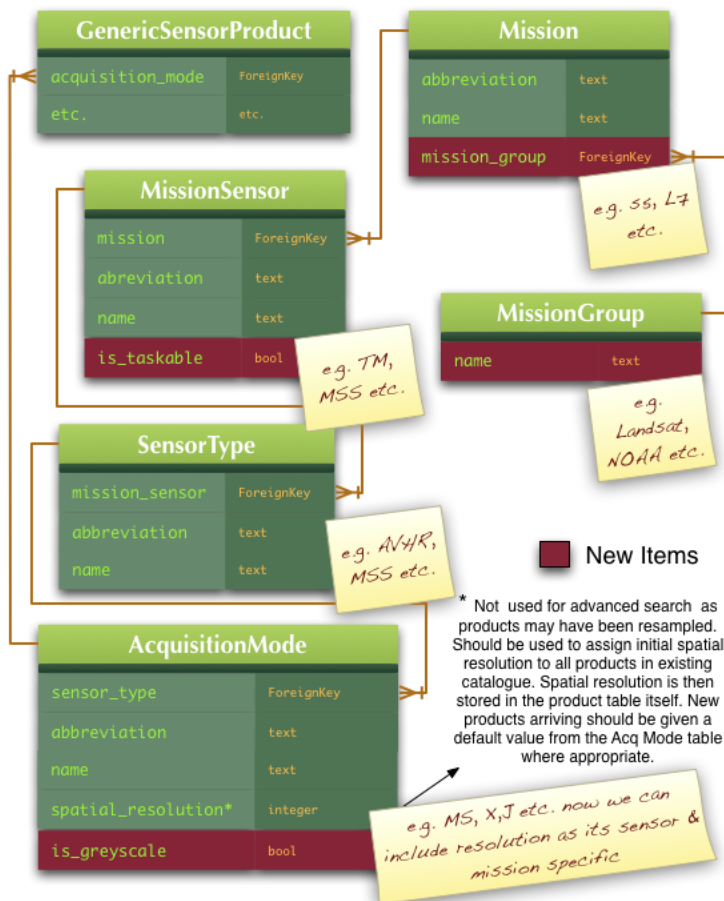 GenericSensorProduct
acquisition_mode ForeignKey
etc. etc.
Mission
abbreviation text
name text
mission_group ForeignKey
e.g. S5, L7
etc.
MissionSensor
mission ForeignKey
abreviation text
name text
is_taskable bool
e.g. TM,
MSS etc.
MissionGroup
name text
e.g.
Landsat,
NOAA etc.
SensorType
mission_sensor ForeignKey
abbreviation text
name text
e.g. AVHR,
MSS etc.
New Items
* Not used for advanced search as
products may have been resampled.
Should be used to assign initial spatial
resolution to all products in existing
catalogue. Spatial resolution is then
stored in the product table itself. New
products arriving should be given a
default value from the Acq Mode table
where appropriate.
AcquisitionMode
sensor_type ForeignKey
abbreviation text
name text
spatial_resolution* integer
is_greyscale bool
e.g. MS, X,J etc. now we can
include resolution as its sensor &
mission specific